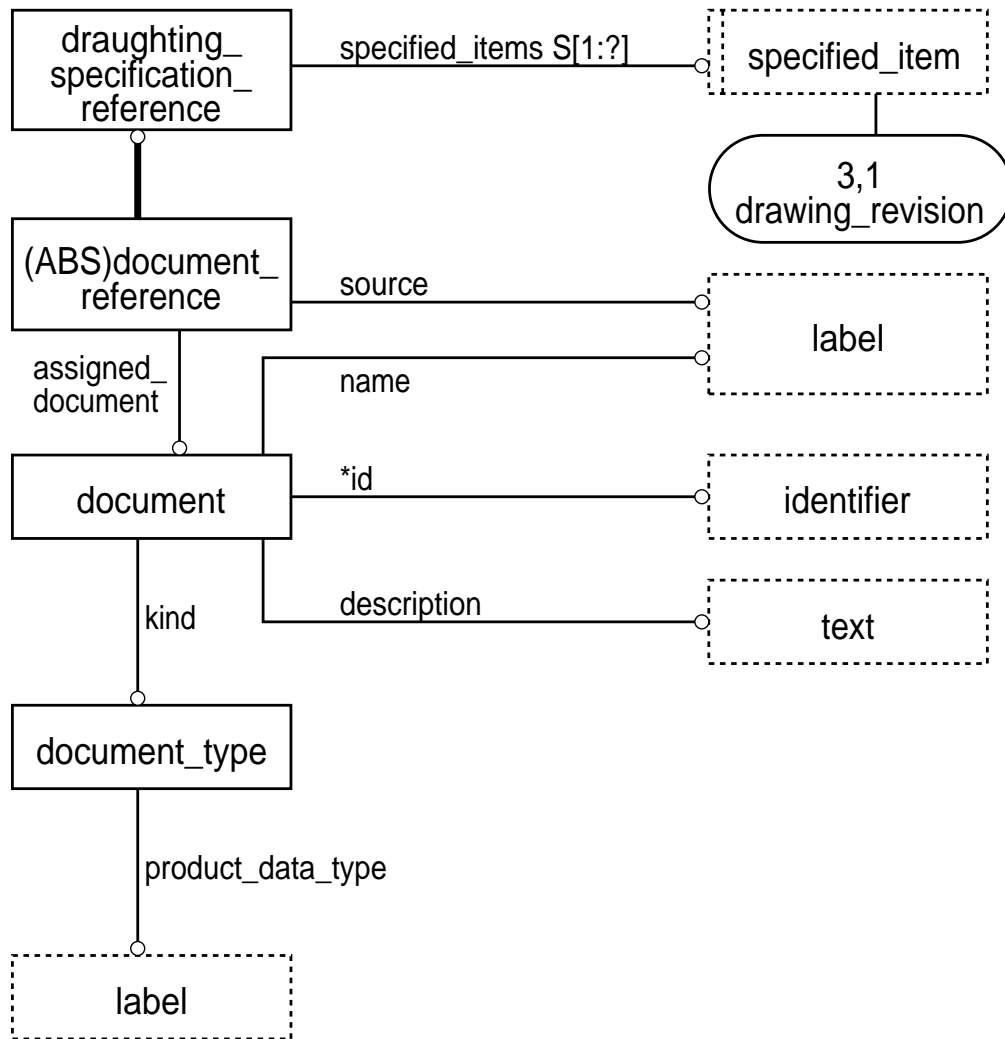 draughting_
specification_
reference
specified_items S[1:?]
specified_item
3,1
drawing_revision
(ABS)document_
reference
source
label
assigned_
document
name
document
*id
identifier
description
text
kind
document_type
product_data_type
label